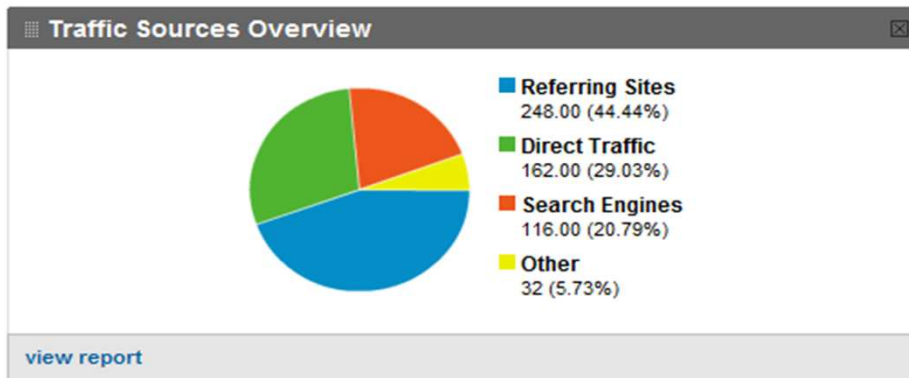 Traffic Sources Overview
Referring Sites
248.00 (44.44%)
Direct Traffic
162.00 (29.03%)
Search Engines
116.00 (20.79%)
Other
32 (5.73%)
view report